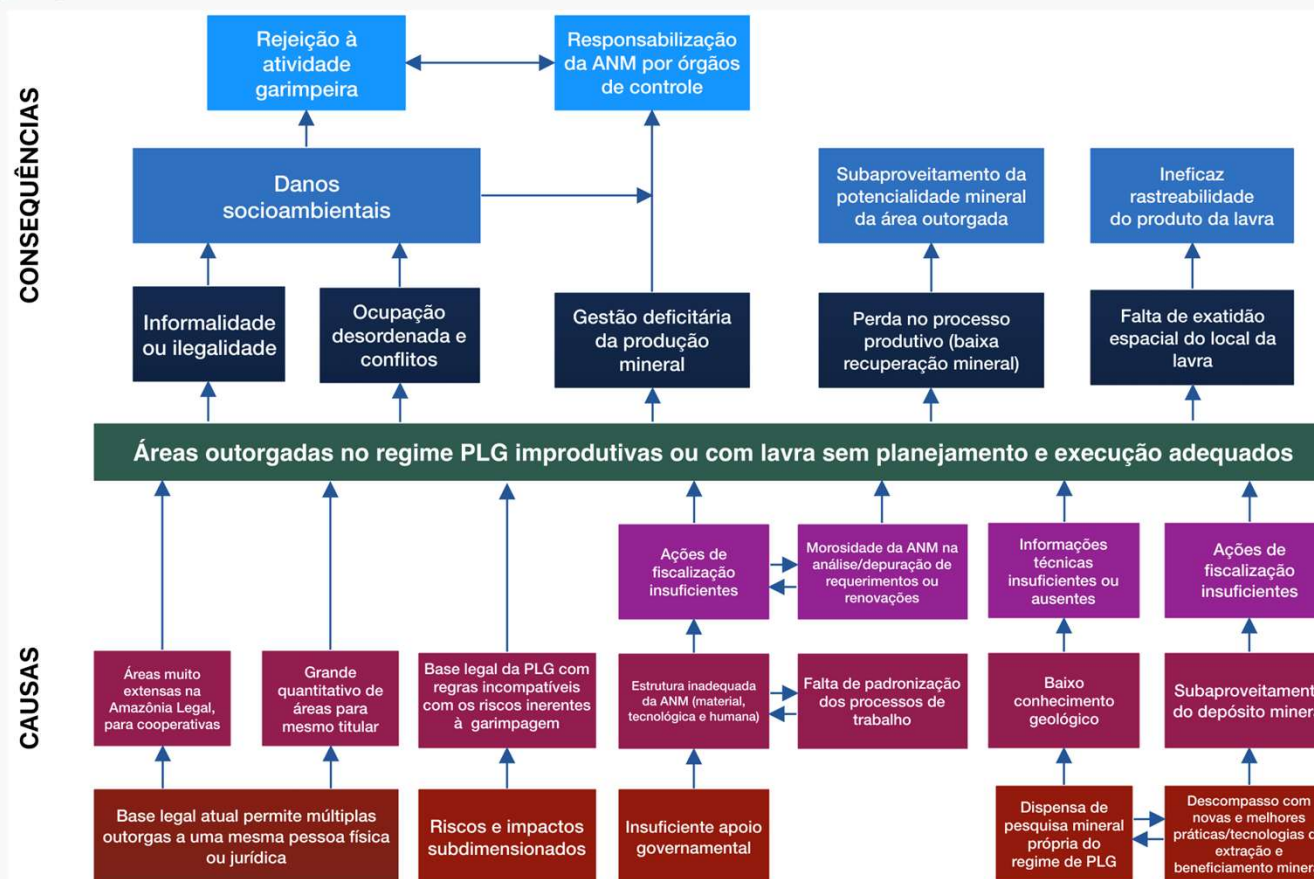 CONSEQUÊNCIAS
Rejeição à
atividade
garimpeira
Responsabilização
da ANM por órgãos
de controle
Danos
socioambientais
Subaproveitamento da
potencialidade mineral
da área outorgada
Ineficaz
rastreabilidade
do produto da lavra
Informalidade
ou ilegalidade
Ocupação
desordenada e
conflitos
Gestão deficitária
da produção
mineral
Perda no processo
produtivo (baixa
recuperação mineral)
Falta de exatidão
espacial do local da
lavra
Áreas outorgadas no regime PLG improdutivas ou com lavra sem planejamento e execução adequados
CAUSAS
Ações de
fiscalização
insuficientes
Morosidade da ANM na
análise/depuração de
requerimentos ou
renovações
Informações
técnicas
insuficientes ou
ausentes
Ações de
fiscalização
insuficientes
Áreas muito
extensas na
Amazônia Legal,
para cooperativas
Grande
quantitativo de
áreas para
mesmo titular
Base legal da PLG com
regras incompatíveis
com os riscos inerentes
à garimpagem
Estrutura inadequada
da ANM (material,
tecnológica e humana)
Falta de padronização
dos processos de
trabalho
Baixo
conhecimento
geológico
Subaproveitament
do depósito minera
Base legal atual permite múltiplas
outorgas a uma mesma pessoa física
ou jurídica
Riscos e impactos
subdimensionados
Insuficiente apoio
governamental
Dispensa de
pesquisa mineral
própria do
regime de PLG
Descompasso com
novas e melhores
práticas/tecnologias d
extração e
beneficiamento minera